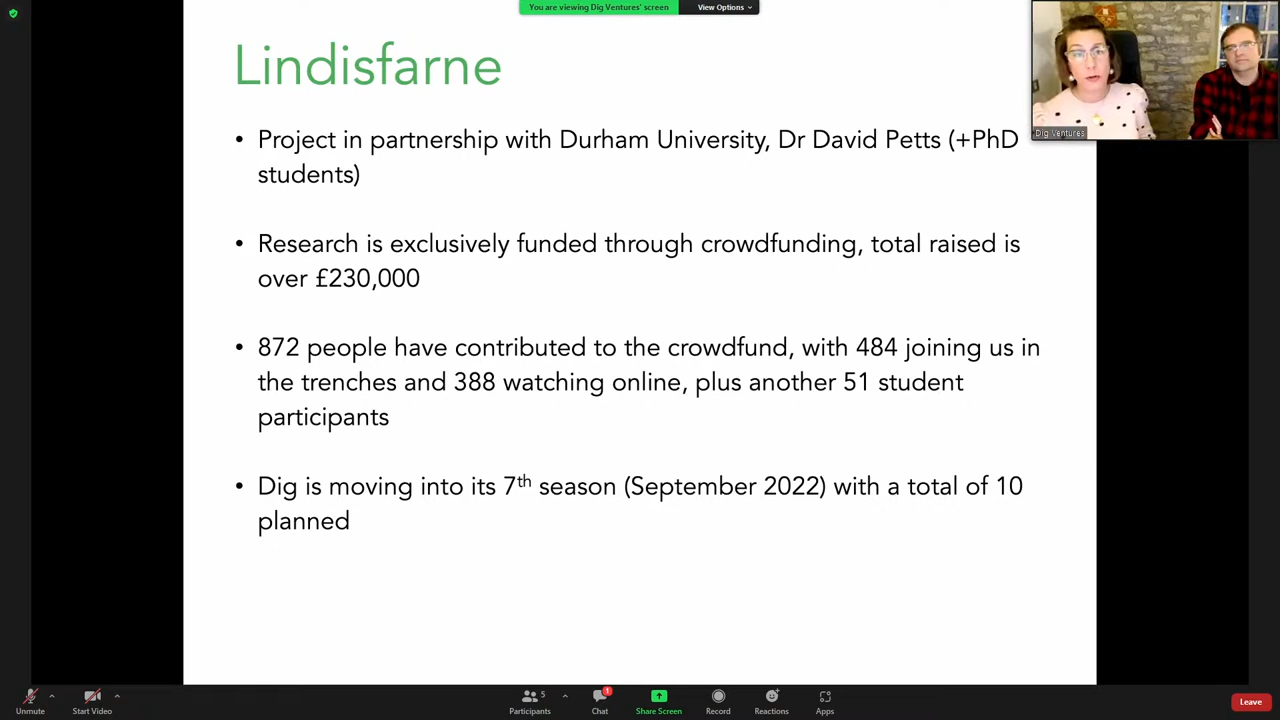 You are viewing Dig Ventures' screen
View Options
Lindisfarne
• Project in partnership with Durham University, Dr David Petts (+PhD
students)
• Research is exclusively funded through crowdfunding, total raised is
over £230,000
• 872 people have contributed to the crowdfund, with 484 joining us in
the trenches and 388 watching online, plus another 51 student
participants
• Dig is moving into its 7th season (September 2022) with a total of 10
planned
Dig Ventures
Unmute
Start Video
5
Participants
1
Chat
Share Screen
Record
Reactions
Apps
Leave